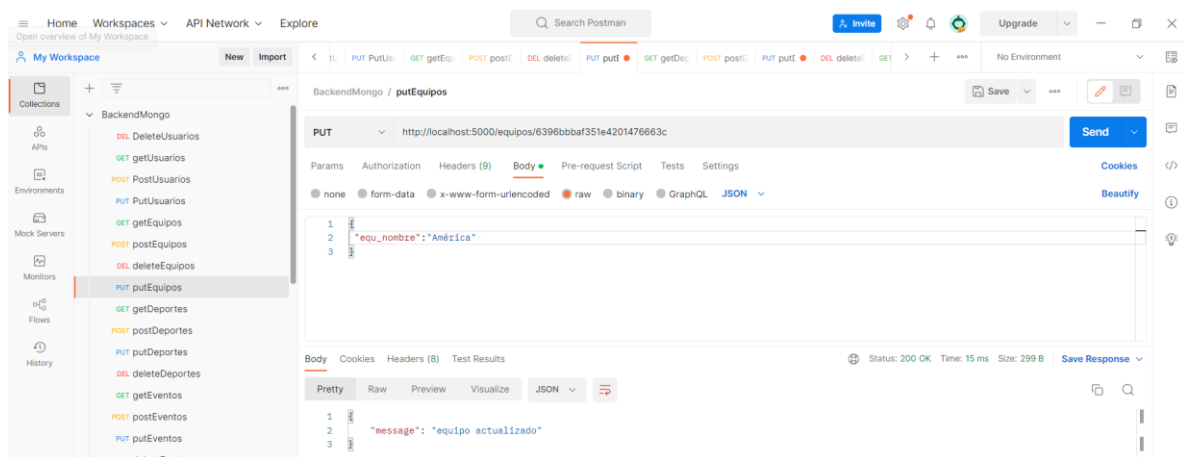 Home Workspaces API Network Explore Search Postman Invite Upgrade
Open overview of My Workspace
My Workspace New Import PUT PutUs GET getEqu POST postE DEL delete PUT putE GET getDep POST postD PUT putE DEL delete GET No Environment
Collections
APIs
Environments
Mock Servers
Monitors
Flows
History
BackendMongo
DEL DeleteUsuarios
GET getUsuarios
POST PostUsuarios
PUT PutUsuarios
GET getEquipos
POST postEquipos
DEL deleteEquipos
PUT putEquipos
GET getDeportes
POST postDeportes
PUT putDeportes
DEL deleteDeportes
GET getEventos
POST postEventos
PUT putEventos
BackendMongo / putEquipos Save
PUT http://localhost:5000/equipos/6396bbbaf351e4201476663c Send
Params Authorization Headers (9) Body Pre-request Script Tests Settings Cookies
none form-data x-www-form-urlencoded raw binary GraphQL JSON Beautify
1 {
2 "equ_nombre":"América"
3 }
Body Cookies Headers (8) Test Results Status: 200 OK Time: 15 ms Size: 299 B Save Response
Pretty Raw Preview Visualize JSON
1 {
2 "message": "equipo actualizado"
3 }